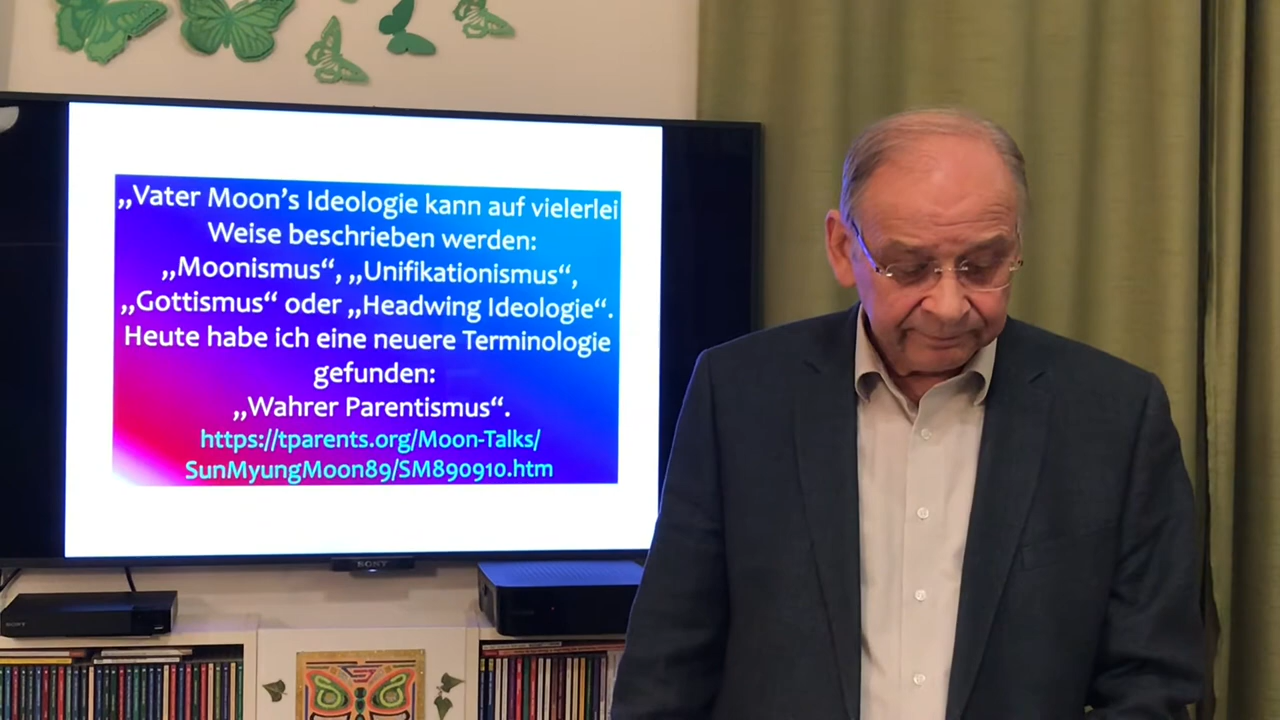 „Vater Moon’s Ideologie kann auf vielerlei
Weise beschrieben werden:
„Moonismus“, „Unifikationismus“,
„Gottismus“ oder „Headwing Ideologie“.
Heute habe ich eine neuere Terminologie
gefunden:
„Wahrer Parentismus“.
https://tparents.org/Moon-Talks/
SunMyungMoon89/SM890910.htm
SONY
SONY